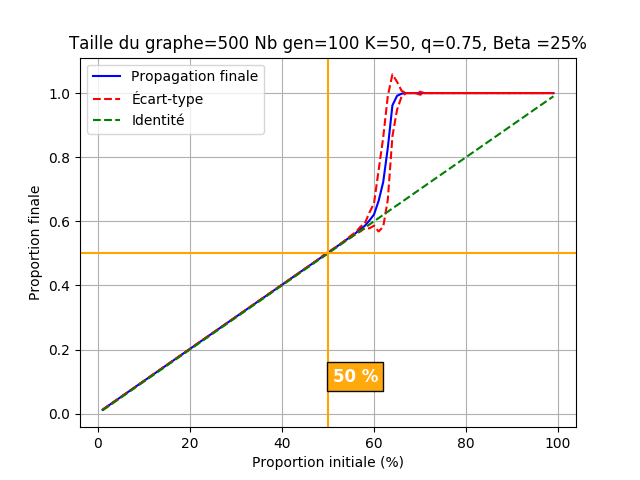 Taille du graphe=500 Nb gen=100 K=50, q=0.75, Beta =25%
Propagation finale
Écart-type
Identité
1.0
0.8
0.6
0.4
0.2
0.0
Proportion finale
50 %
0
20
40
60
80
100
Proportion initiale (%)